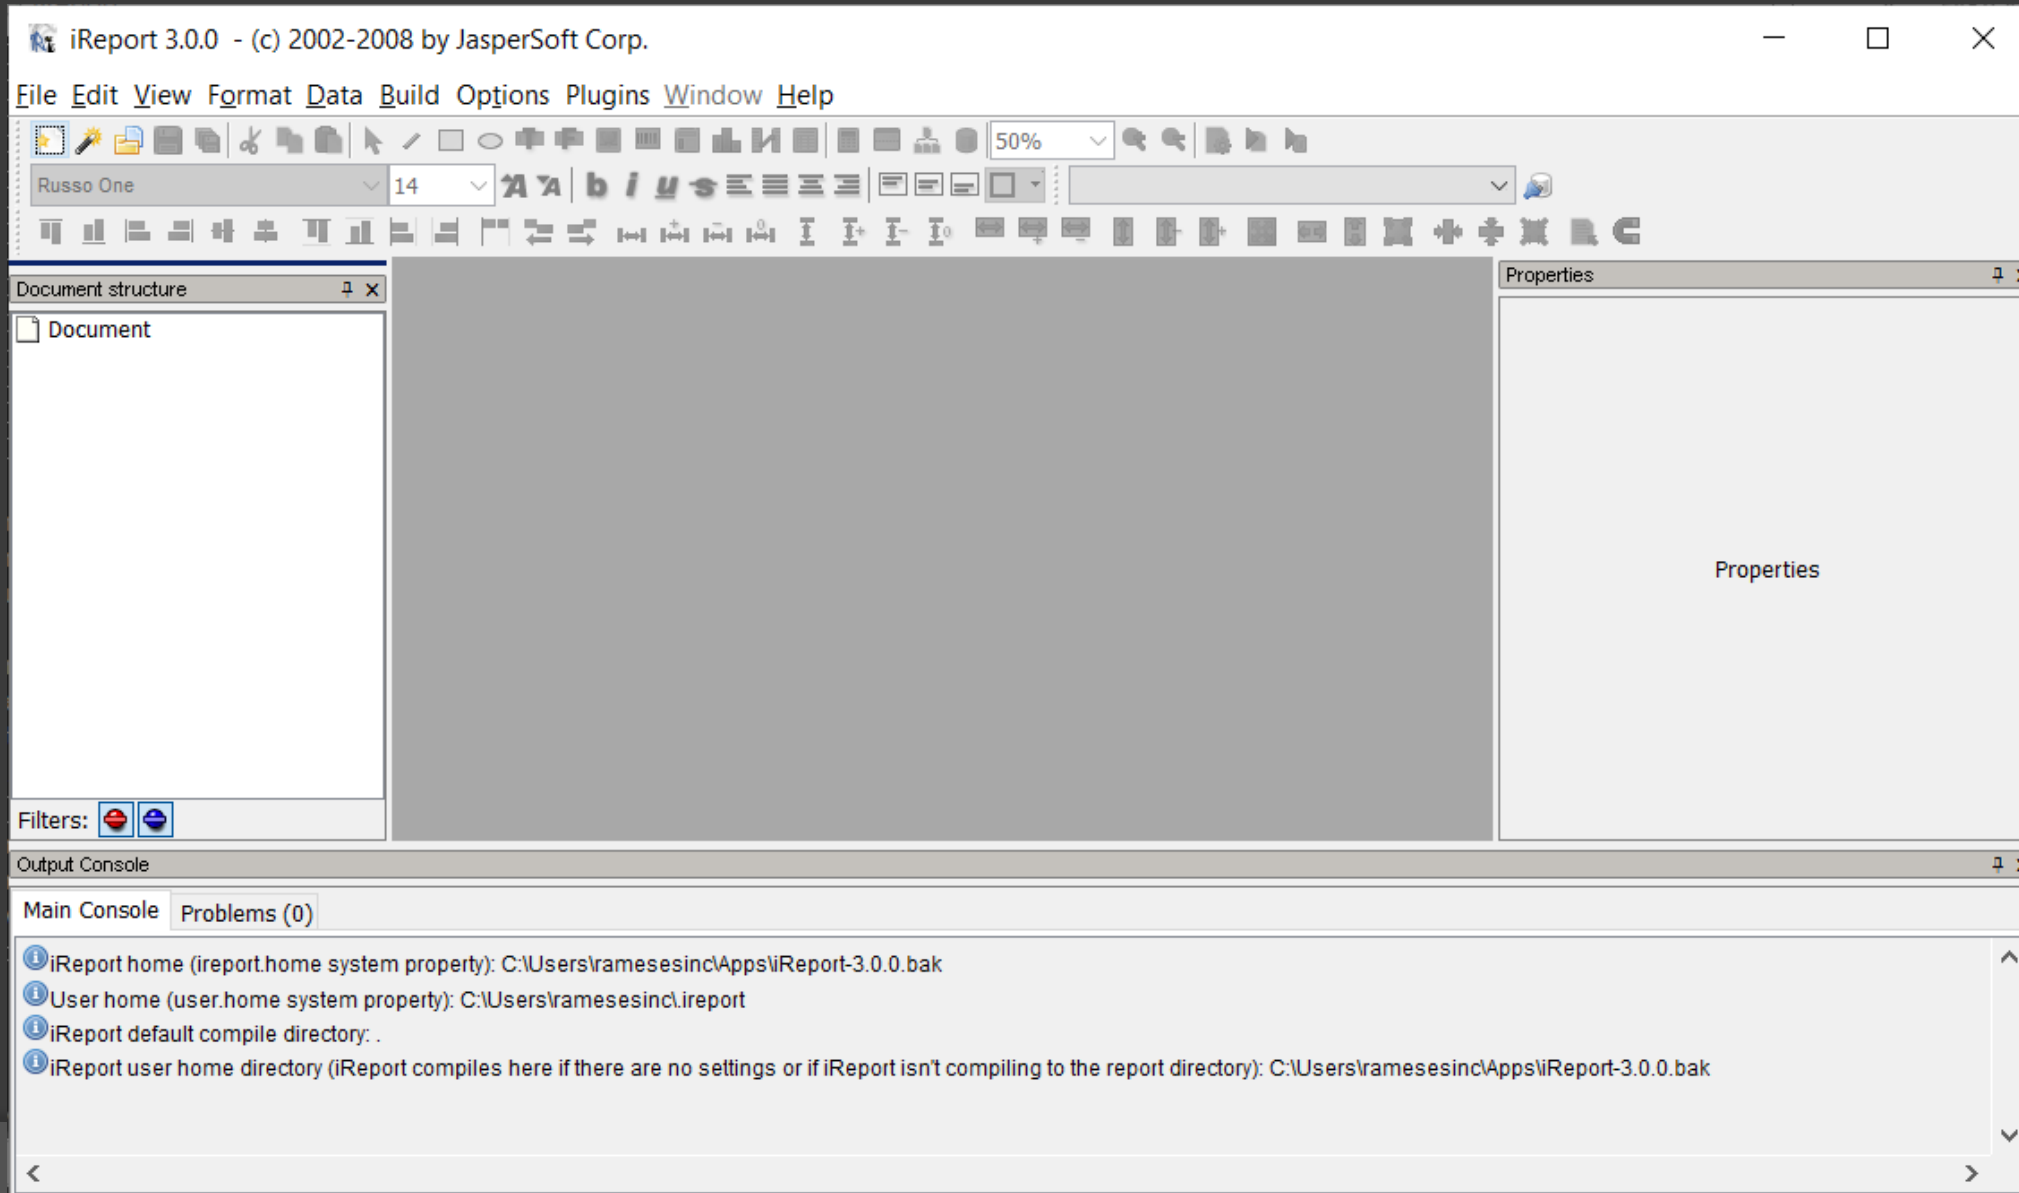 iReport 3.0.0 - (c) 2002-2008 by JasperSoft Corp.
File Edit View Format Data Build Options Plugins Window Help
50%
Russo One 14 A A b i u s
Document structure
Properties
Document
Properties
Filters:
Output Console
Main Console Problems (0)
iReport home (ireport.home system property): C:\Users\ramesesinc\Apps\iReport-3.0.0.bak
User home (user.home system property): C:\Users\ramesesinc\.ireport
iReport default compile directory: .
iReport user home directory (iReport compiles here if there are no settings or if iReport isn't compiling to the report directory): C:\Users\ramesesinc\Apps\iReport-3.0.0.bak